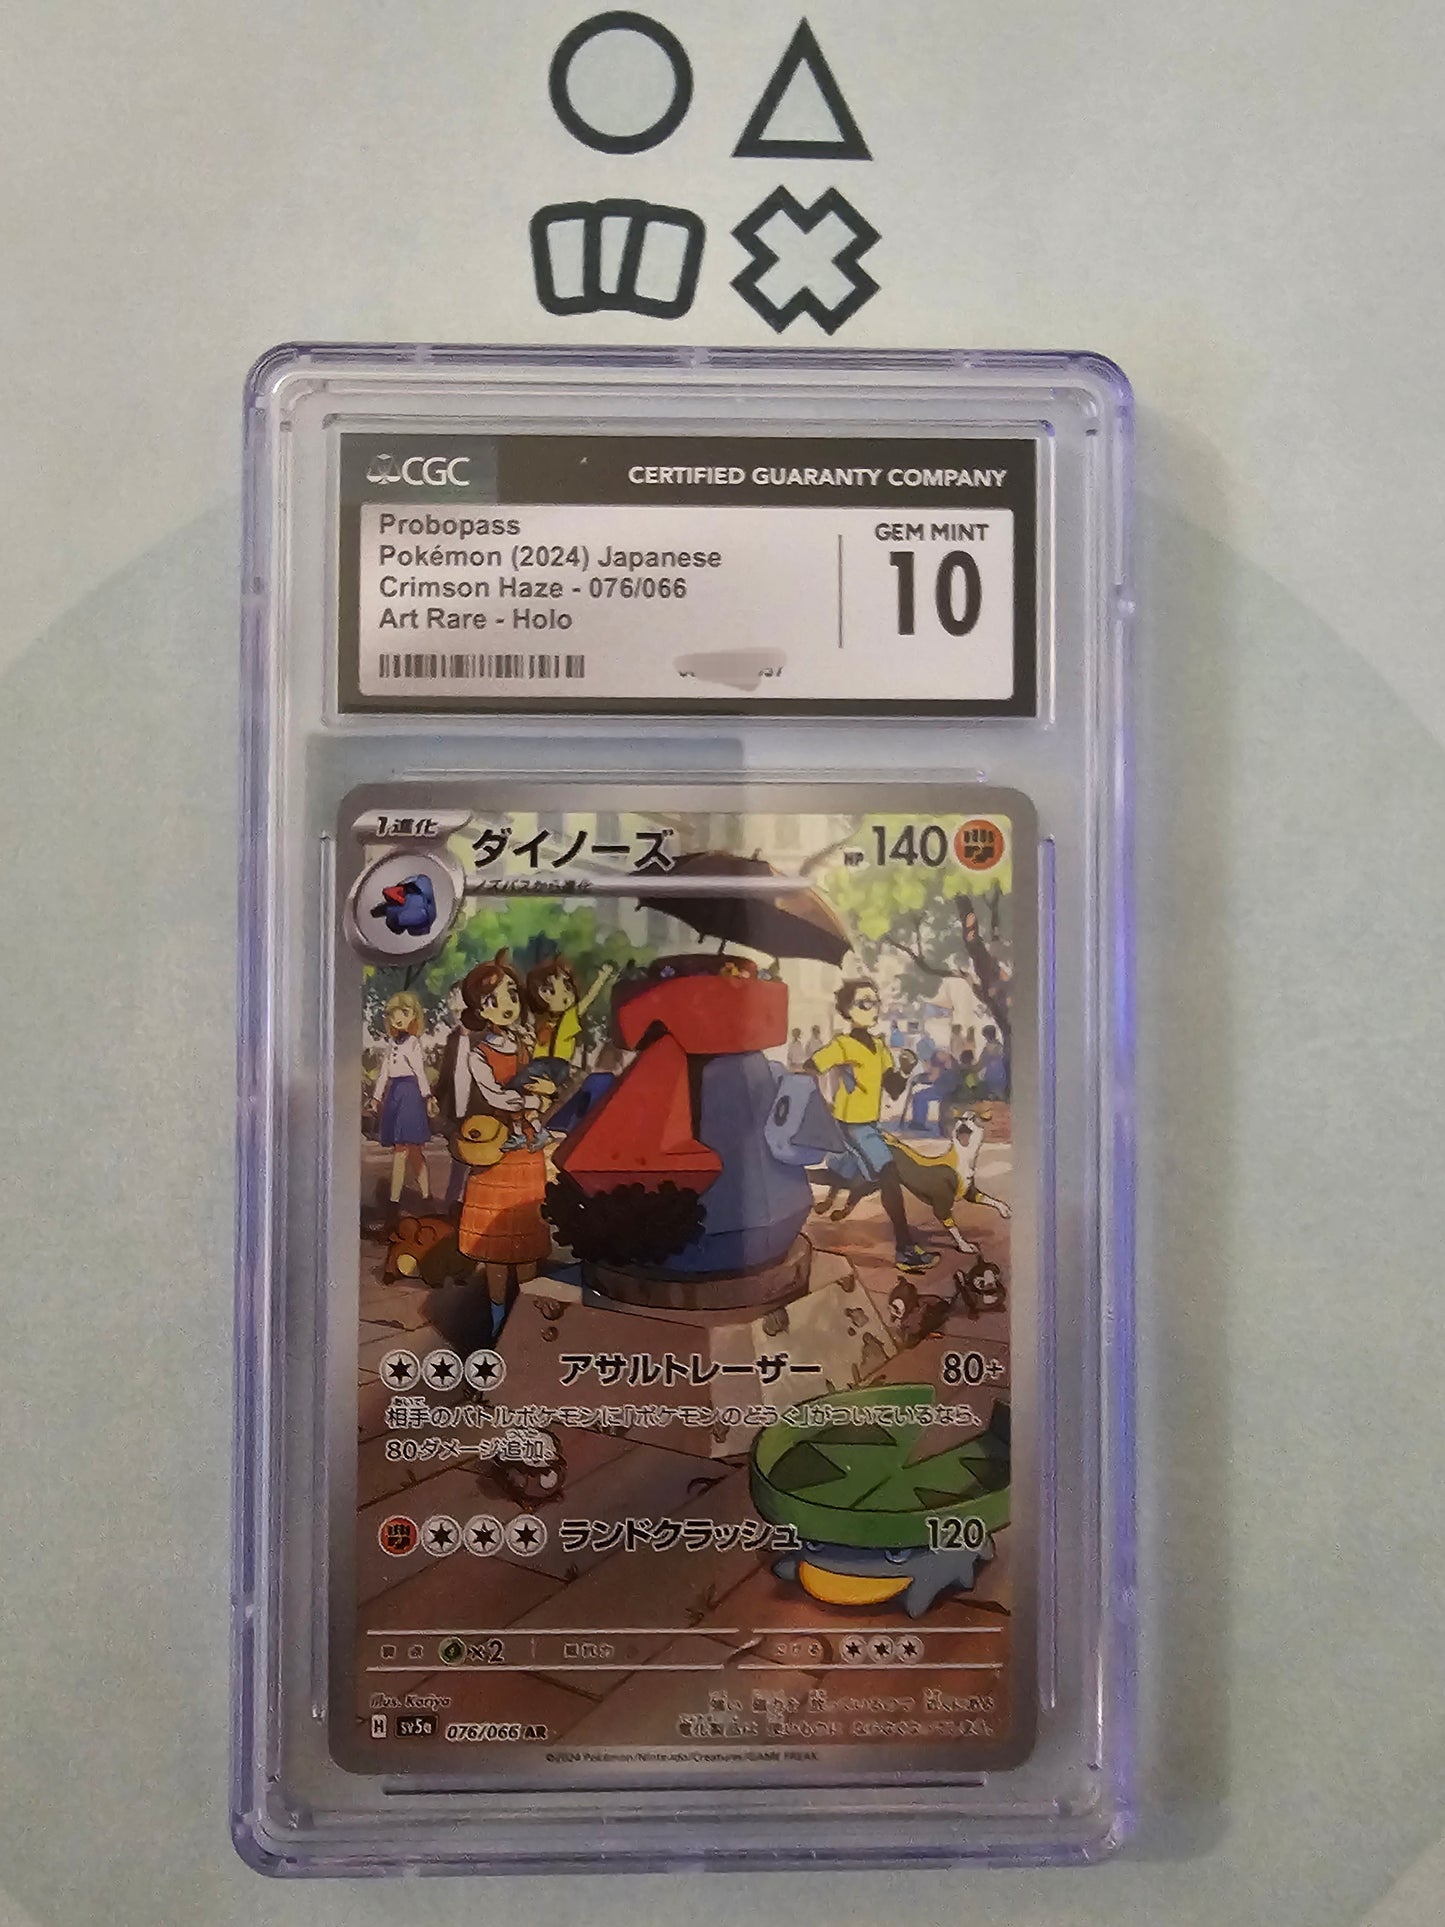 CGC
CERTIFIED GUARANTY COMPANY
Probopass
Pokémon (2024) Japanese
Crimson Haze - 076/066
Art Rare - Holo
GEM MINT
10
1進化
ダイノーズ
HP 140
ノズパスから進化
アサルトレーザー 80+
相手のバトルポケモンに「ポケモンのどうぐ」がついているなら、
80ダメージ追加。
ランドクラッシュ 120
×2
Illus. Kariya
H sv5a 076/066 AR
©2024 Pokémon/Nintendo/Creatures/GAME FREAK